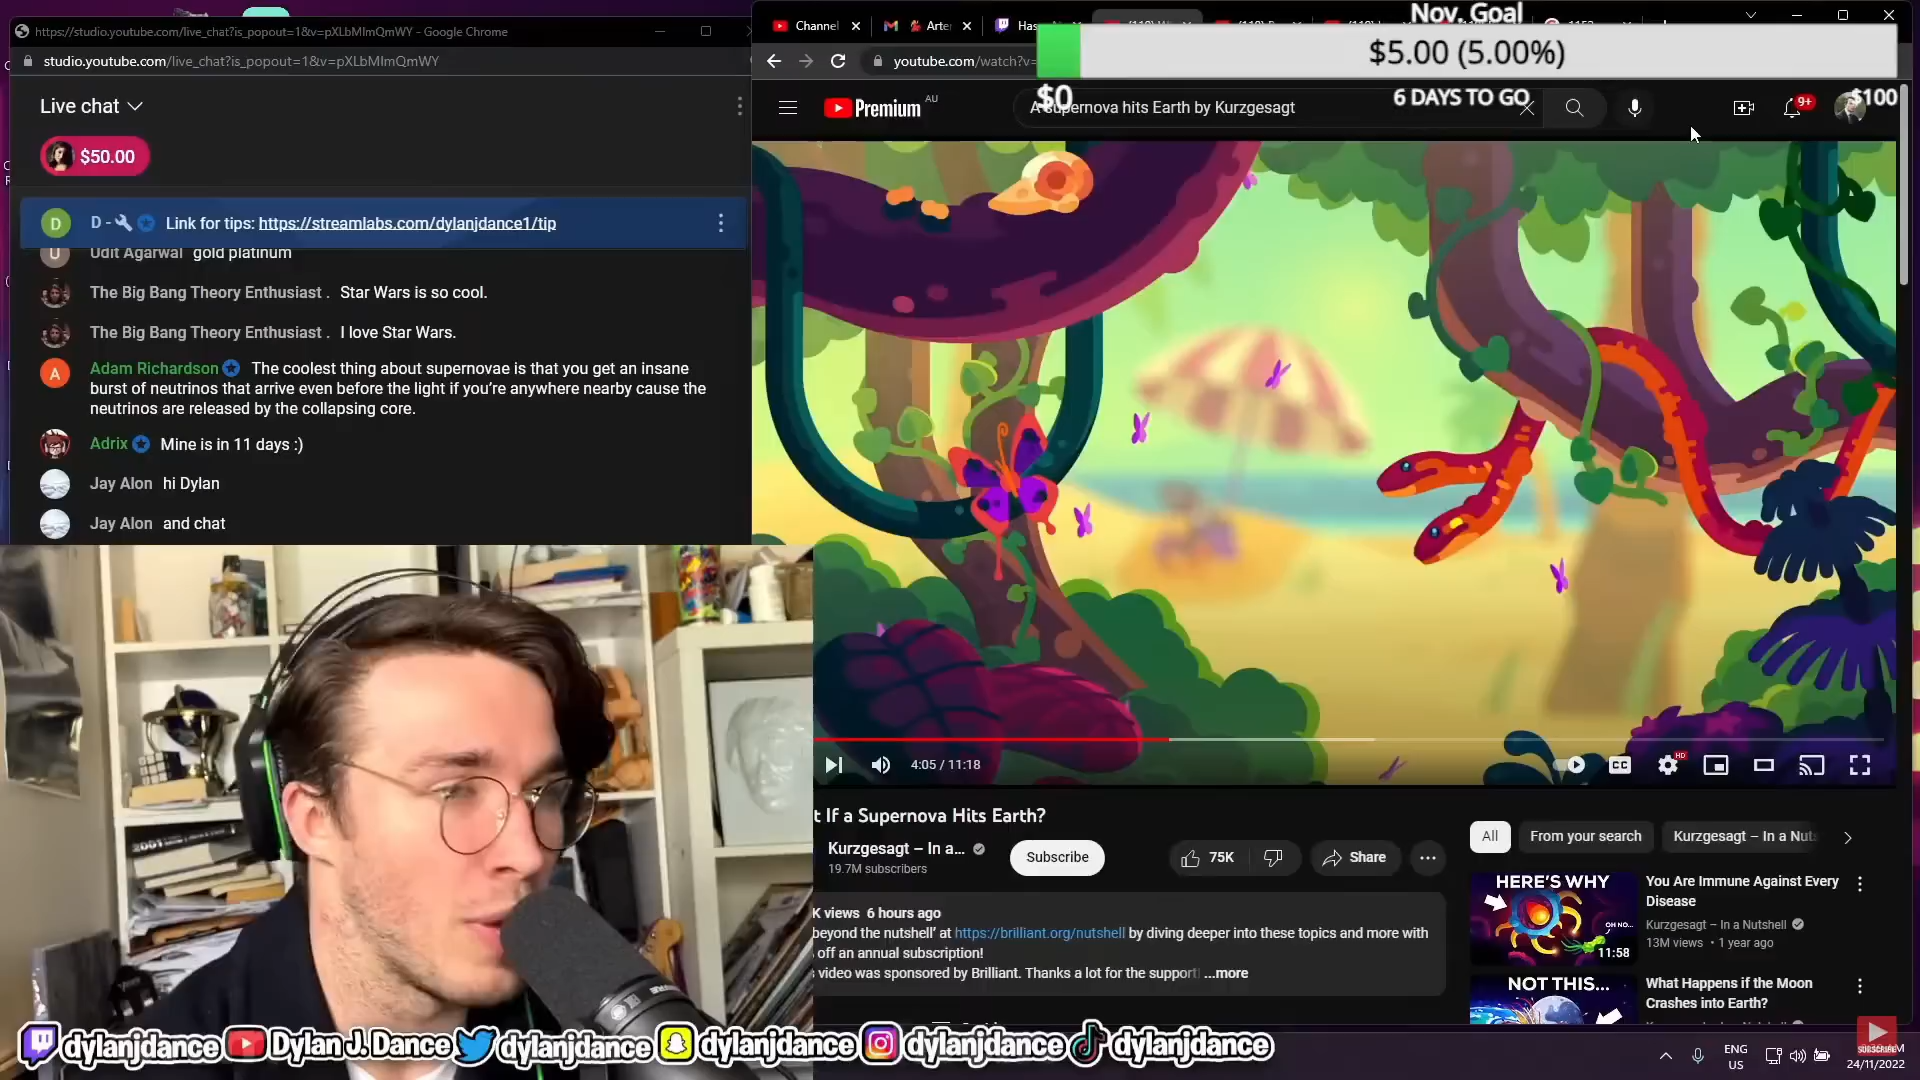 https://studio.youtube.com/live_chat?is_popout=1&v=pXLbMImQmWY - Google Chrome
studio.youtube.com/live_chat?is_popout=1&v=pXLbMImQmWY
Live chat
$50.00
D - Link for tips: https://streamlabs.com/dylanjdance1/tip
Udit Agarwal gold platinum
The Big Bang Theory Enthusiast . Star Wars is so cool.
The Big Bang Theory Enthusiast . I love Star Wars.
Adam Richardson The coolest thing about supernovae is that you get an insane
burst of neutrinos that arrive even before the light if you're anywhere nearby cause the
neutrinos are released by the collapsing core.
Adrix Mine is in 11 days :)
Jay Alon hi Dylan
Jay Alon and chat
Channel
Nov. Goal
youtube.com/watch?v=
$5.00 (5.00%)
$0
6 DAYS TO GO
$100
Premium AU
A supernova hits Earth by Kurzgesagt
9+
4:05 / 11:18
CC
HD
t If a Supernova Hits Earth?
Kurzgesagt – In a...
19.7M subscribers
Subscribe
75K
Share
K views 6 hours ago
beyond the nutshell' at https://brilliant.org/nutshell by diving deeper into these topics and more with
off an annual subscription!
video was sponsored by Brilliant. Thanks a lot for the support! ...more
All
From your search
Kurzgesagt – In a Nuts
HERE'S WHY
OH NO...
11:58
You Are Immune Against Every
Disease
Kurzgesagt – In a Nutshell
13M views • 1 year ago
NOT THIS...
What Happens if the Moon
Crashes into Earth?
2001
dylanjdance
Dylan J. Dance
dylanjdance
dylanjdance
dylanjdance
dylanjdance
SUBSCRIBE
ENG
US
24/11/2022